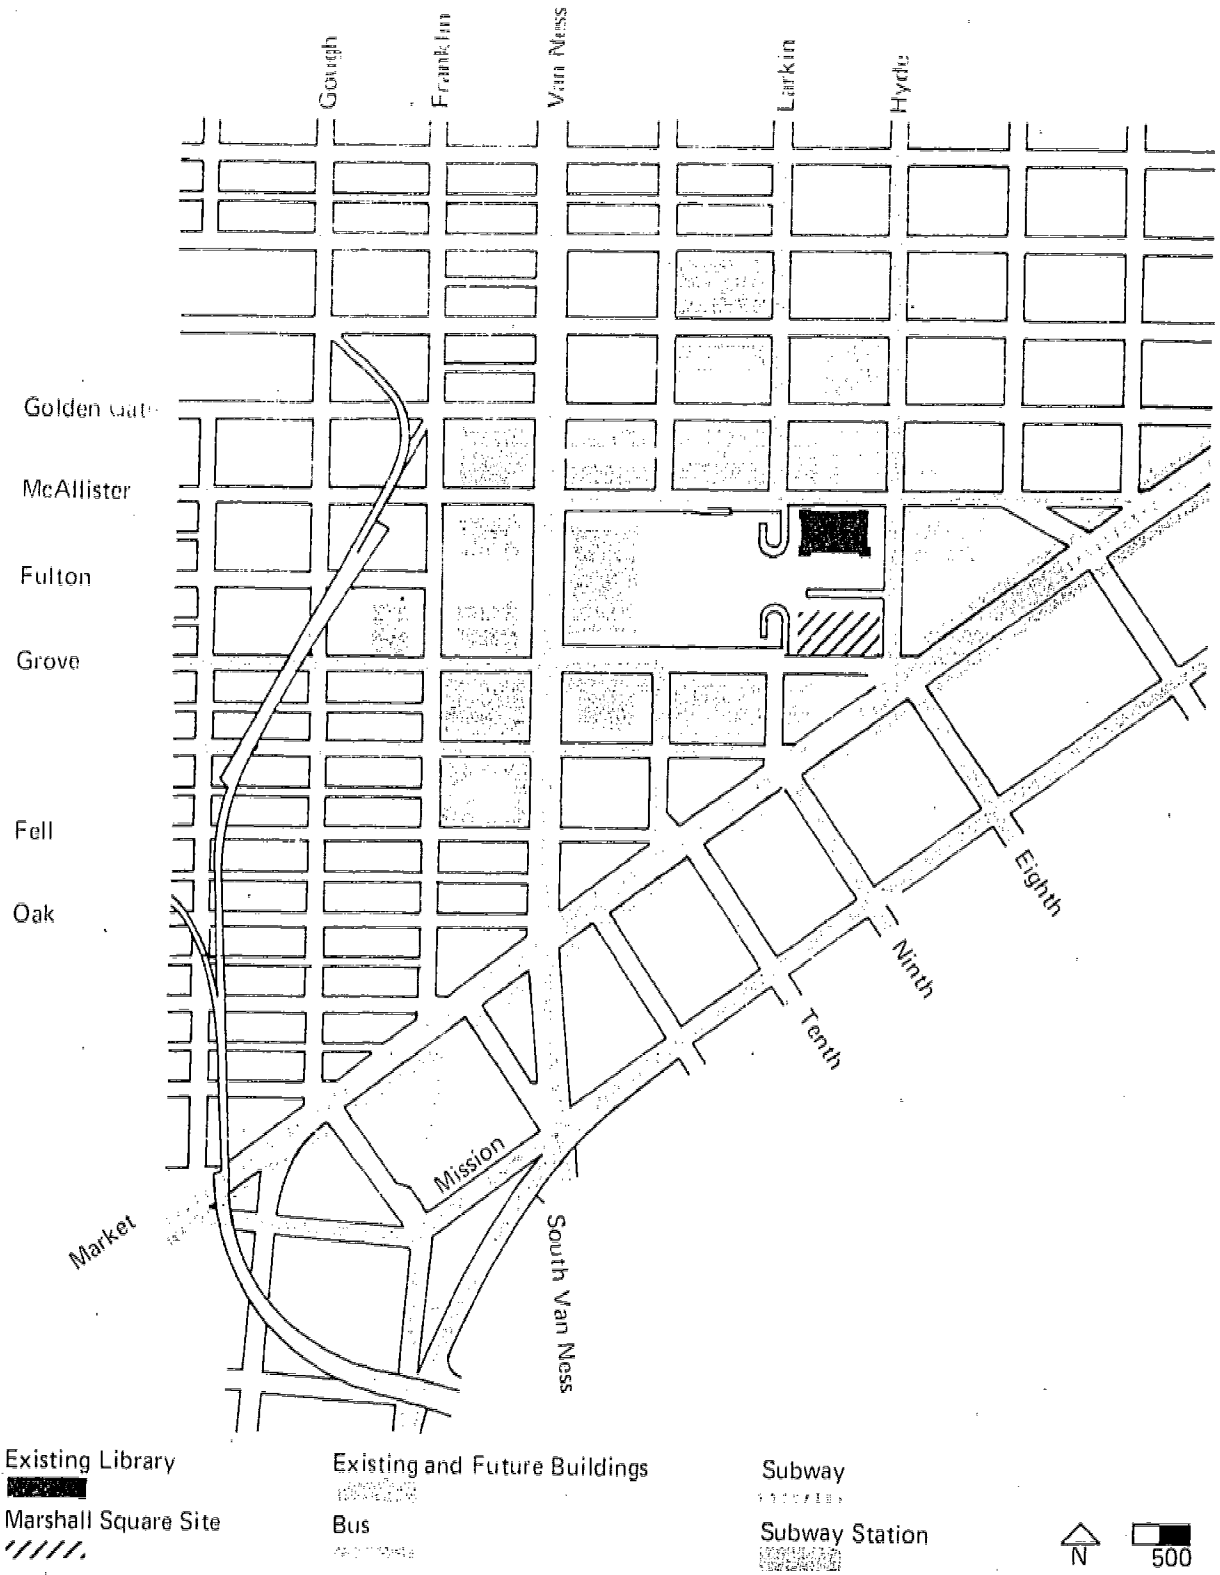 Gough
Franklin
Van Ness
Larkin
Hyde
Golden
McAllister
Fulton
Grove
Fell
Oak
Eighth
Ninth
Tenth
Mission
Market
South Van Ness
Existing Library
Existing and Future Buildings
Subway
Marshall Square Site
Bus
Subway Station
N
500